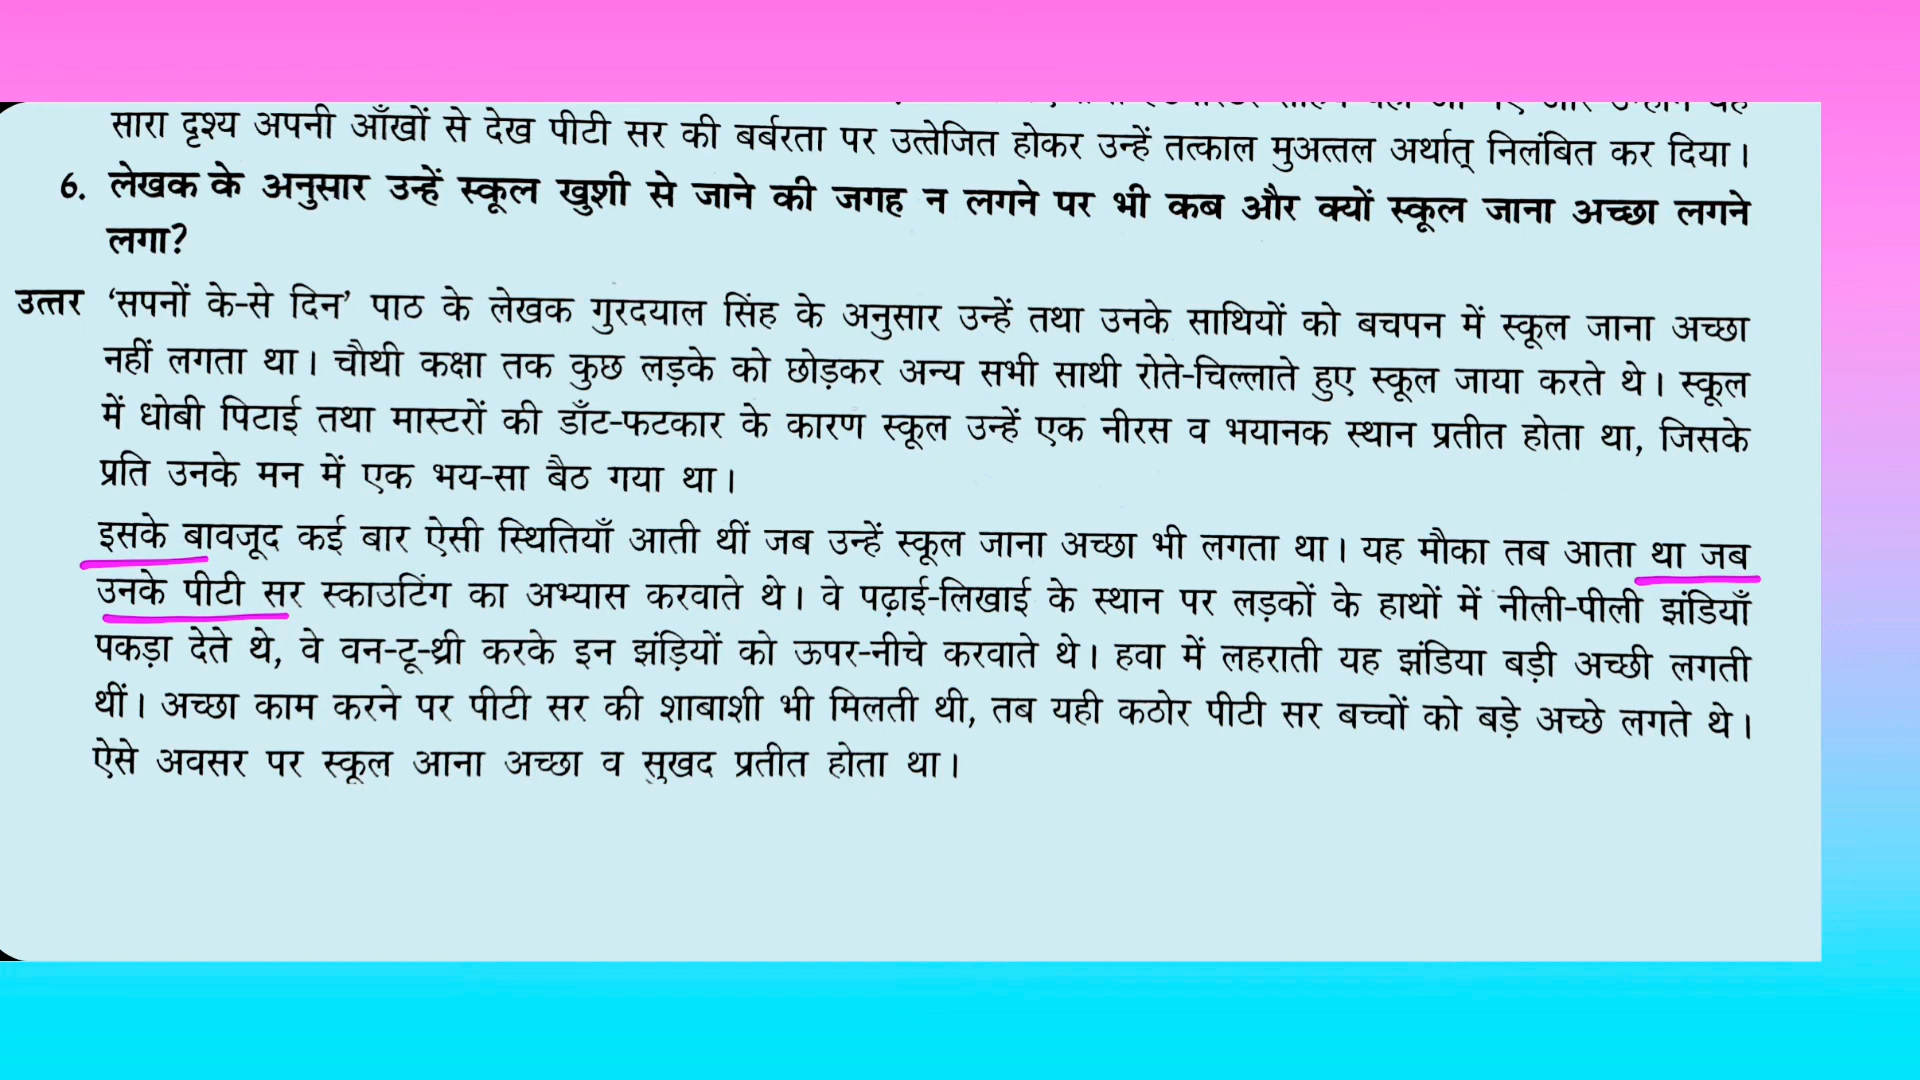 सारा दृश्य अपनी आँखों से देख पीटी सर की बर्बरता पर उत्तेजित होकर उन्हें तत्काल मुअत्तल अर्थात् निलंबित कर दिया।
6. लेखक के अनुसार उन्हें स्कूल खुशी से जाने की जगह न लगने पर भी कब और क्यों स्कूल जाना अच्छा लगने
लगा?
उत्तर ‘सपनों के-से दिन’ पाठ के लेखक गुरदयाल सिंह के अनुसार उन्हें तथा उनके साथियों को बचपन में स्कूल जाना अच्छा
नहीं लगता था। चौथी कक्षा तक कुछ लड़के को छोड़कर अन्य सभी साथी रोते-चिल्लाते हुए स्कूल जाया करते थे। स्कूल
में धोबी पिटाई तथा मास्टरों की डाँट-फटकार के कारण स्कूल उन्हें एक नीरस व भयानक स्थान प्रतीत होता था, जिसके
प्रति उनके मन में एक भय-सा बैठ गया था।
इसके बावजूद कई बार ऐसी स्थितियाँ आती थीं जब उन्हें स्कूल जाना अच्छा भी लगता था। यह मौका तब आता था जब
उनके पीटी सर स्काउटिंग का अभ्यास करवाते थे। वे पढ़ाई-लिखाई के स्थान पर लड़कों के हाथों में नीली-पीली झंडियाँ
पकड़ा देते थे, वे वन-टू-थ्री करके इन झंड़ियों को ऊपर-नीचे करवाते थे। हवा में लहराती यह झंडिया बड़ी अच्छी लगती
थीं। अच्छा काम करने पर पीटी सर की शाबाशी भी मिलती थी, तब यही कठोर पीटी सर बच्चों को बड़े अच्छे लगते थे।
ऐसे अवसर पर स्कूल आना अच्छा व सुखद प्रतीत होता था।